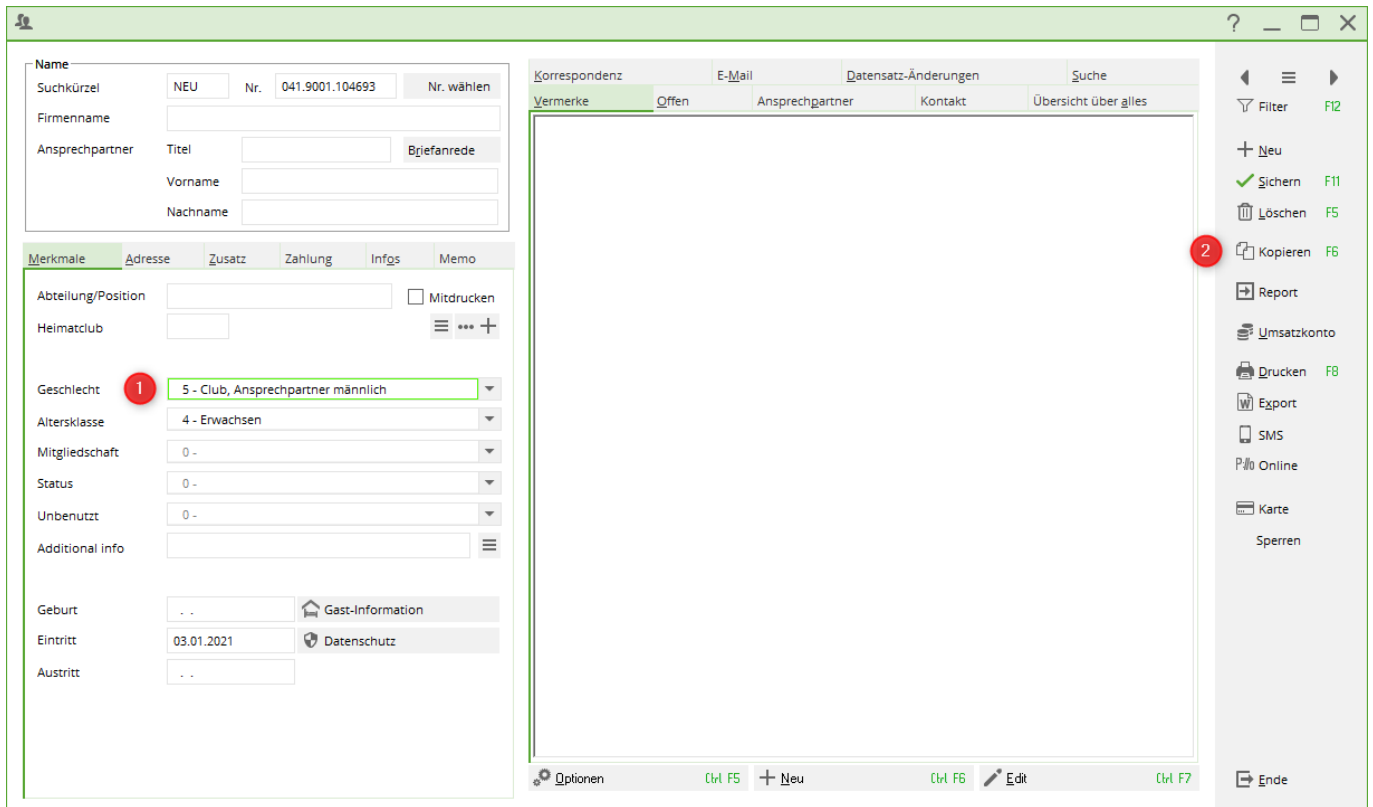 ?
Name
Suchkürzel NEU Nr. 041.9001.104693 Nr. wählen
Firmenname
Ansprechpartner Titel Briefanrede
Vorname
Nachname
Merkmale Adresse Zusatz Zahlung Infos Memo
Abteilung/Position Mitdrucken
Heimatclub
Geschlecht 1 5 - Club, Ansprechpartner männlich
Altersklasse 4 - Erwachsen
Mitgliedschaft 0 -
Status 0 -
Unbenutzt 0 -
Additional info
Geburt . . Gast-Information
Eintritt 03.01.2021 Datenschutz
Austritt . .
Korrespondenz E-Mail Datensatz-Änderungen Suche
Vermerke Offen Ansprechpartner Kontakt Übersicht über alles
Optionen Ctrl F5 Neu Ctrl F6 Edit Ctrl F7
Filter F12
Neu
Sichern F11
Löschen F5
2 Kopieren F6
Report
Umsatzkonto
Drucken F8
W Export
SMS
Online
Karte
Sperren
Ende